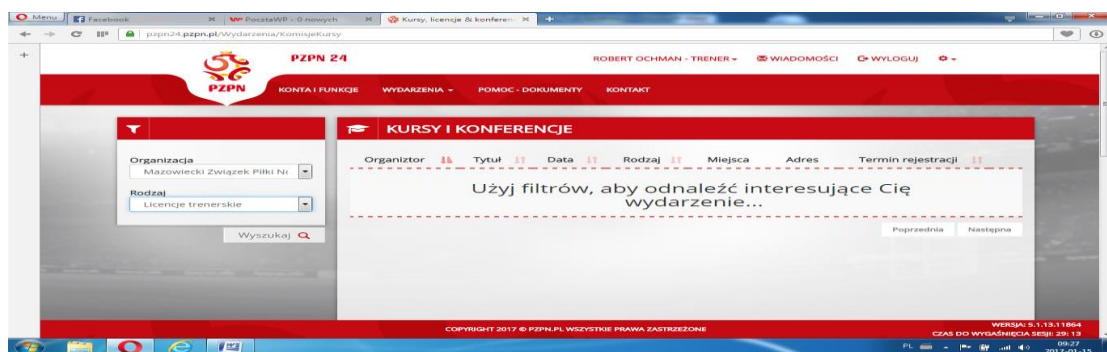 Menu Facebook PocztaWP - 0 nowych Kursy, licencje & konferen
pzpn24.pzpn.pl/Wydarzenia/KomisjeKursy
PZPN 24 ROBERT OCHMAN - TRENER WIADOMOŚCI WYLOGUJ
PZPN KONTA I FUNKCJE WYDARZENIA POMOC - DOKUMENTY KONTAKT
KURSY I KONFERENCJE
Organizacja
Mazowiecki Związek Piłki No
Rodzaj
Licencje trenerskie
Wyszukaj
Organiztor Tytuł Data Rodzaj Miejsca Adres Termin rejestracji
Użyj filtrów, aby odnaleźć interesujące Cię
wydarzenie...
Poprzednia Następna
COPYRIGHT 2017 © PZPN.PL WSZYSTKIE PRAWA ZASTRZEŻONE
WERSJA: 5.1.13.11864
CZAS DO WYGAŚNIĘCIA SESJI: 29:13
PL 09:27
2017-01-15